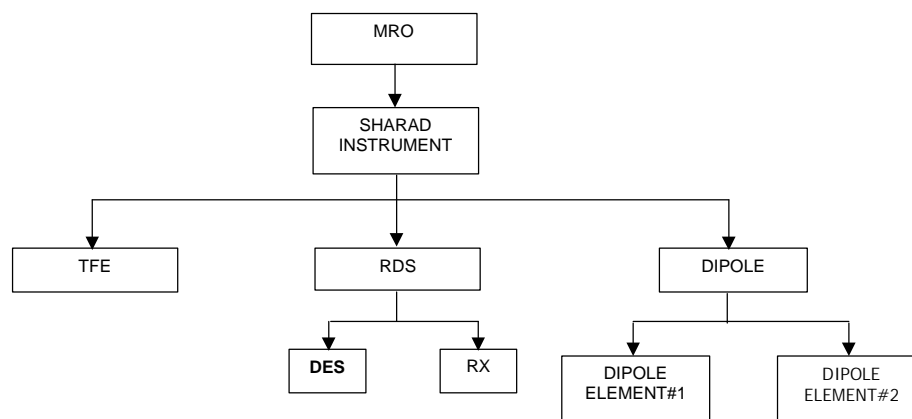 MRO
SHARAD
INSTRUMENT
TFE
RDS
DIPOLE
DES
RX
DIPOLE
ELEMENT#1
DIPOLE
ELEMENT#2